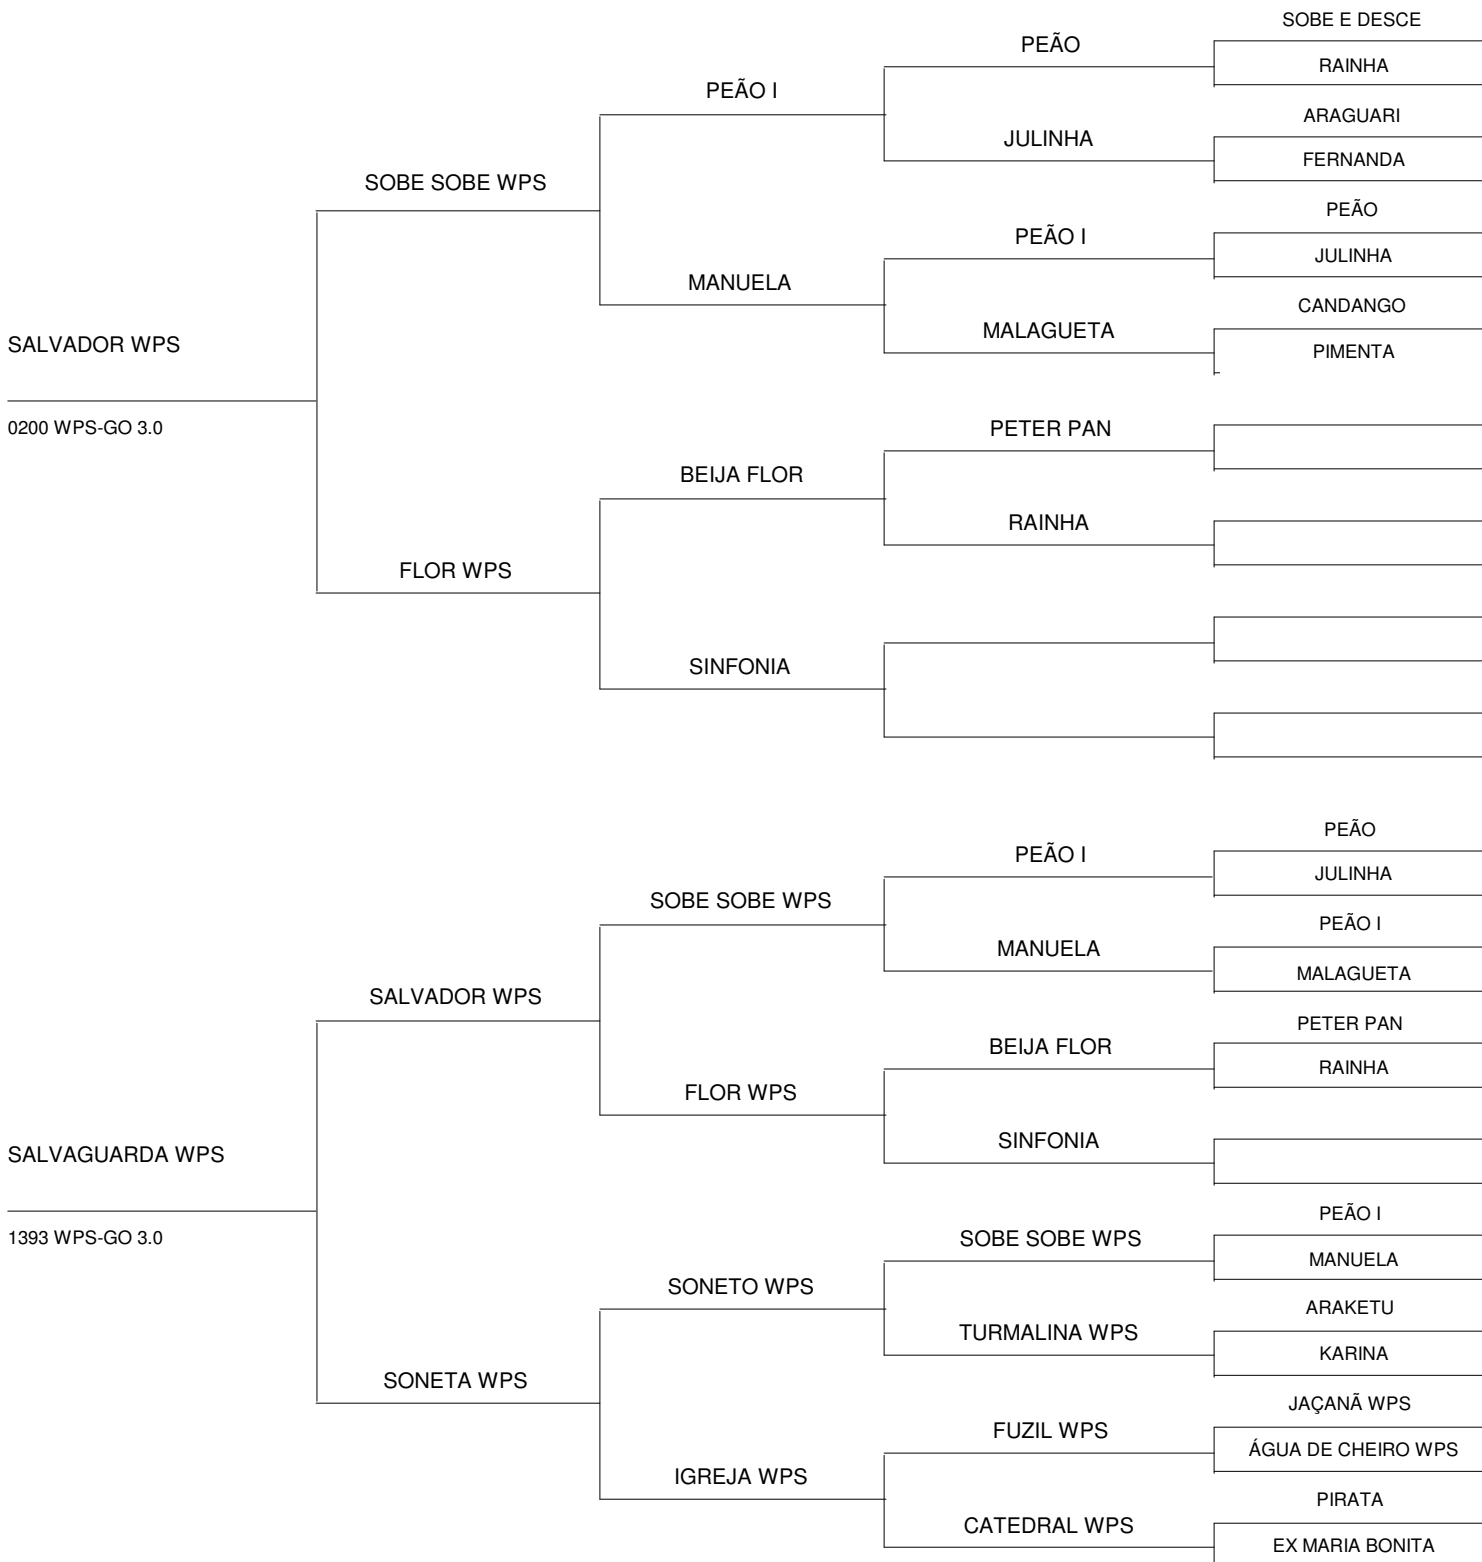 SOBE E DESCE
PEÃO
RAINHA
PEÃO I
ARAGUARI
JULINHA
FERNANDA
SOBE SOBE WPS
PEÃO
PEÃO I
JULINHA
MANUELA
CANDANGO
MALAGUETA
PIMENTA
SALVADOR WPS
0200 WPS-GO 3.0
PETER PAN
BEIJA FLOR
RAINHA
FLOR WPS
SINFONIA
PEÃO
PEÃO I
JULINHA
SOBE SOBE WPS
PEÃO I
MANUELA
MALAGUETA
SALVADOR WPS
PETER PAN
BEIJA FLOR
RAINHA
FLOR WPS
SINFONIA
SALVAGUARDA WPS
1393 WPS-GO 3.0
PEÃO I
SOBE SOBE WPS
MANUELA
SONETO WPS
ARAKETU
TURMALINA WPS
KARINA
SONETA WPS
JAÇANÃ WPS
FUZIL WPS
ÁGUA DE CHEIRO WPS
IGREJA WPS
PIRATA
CATEDRAL WPS
EX MARIA BONITA